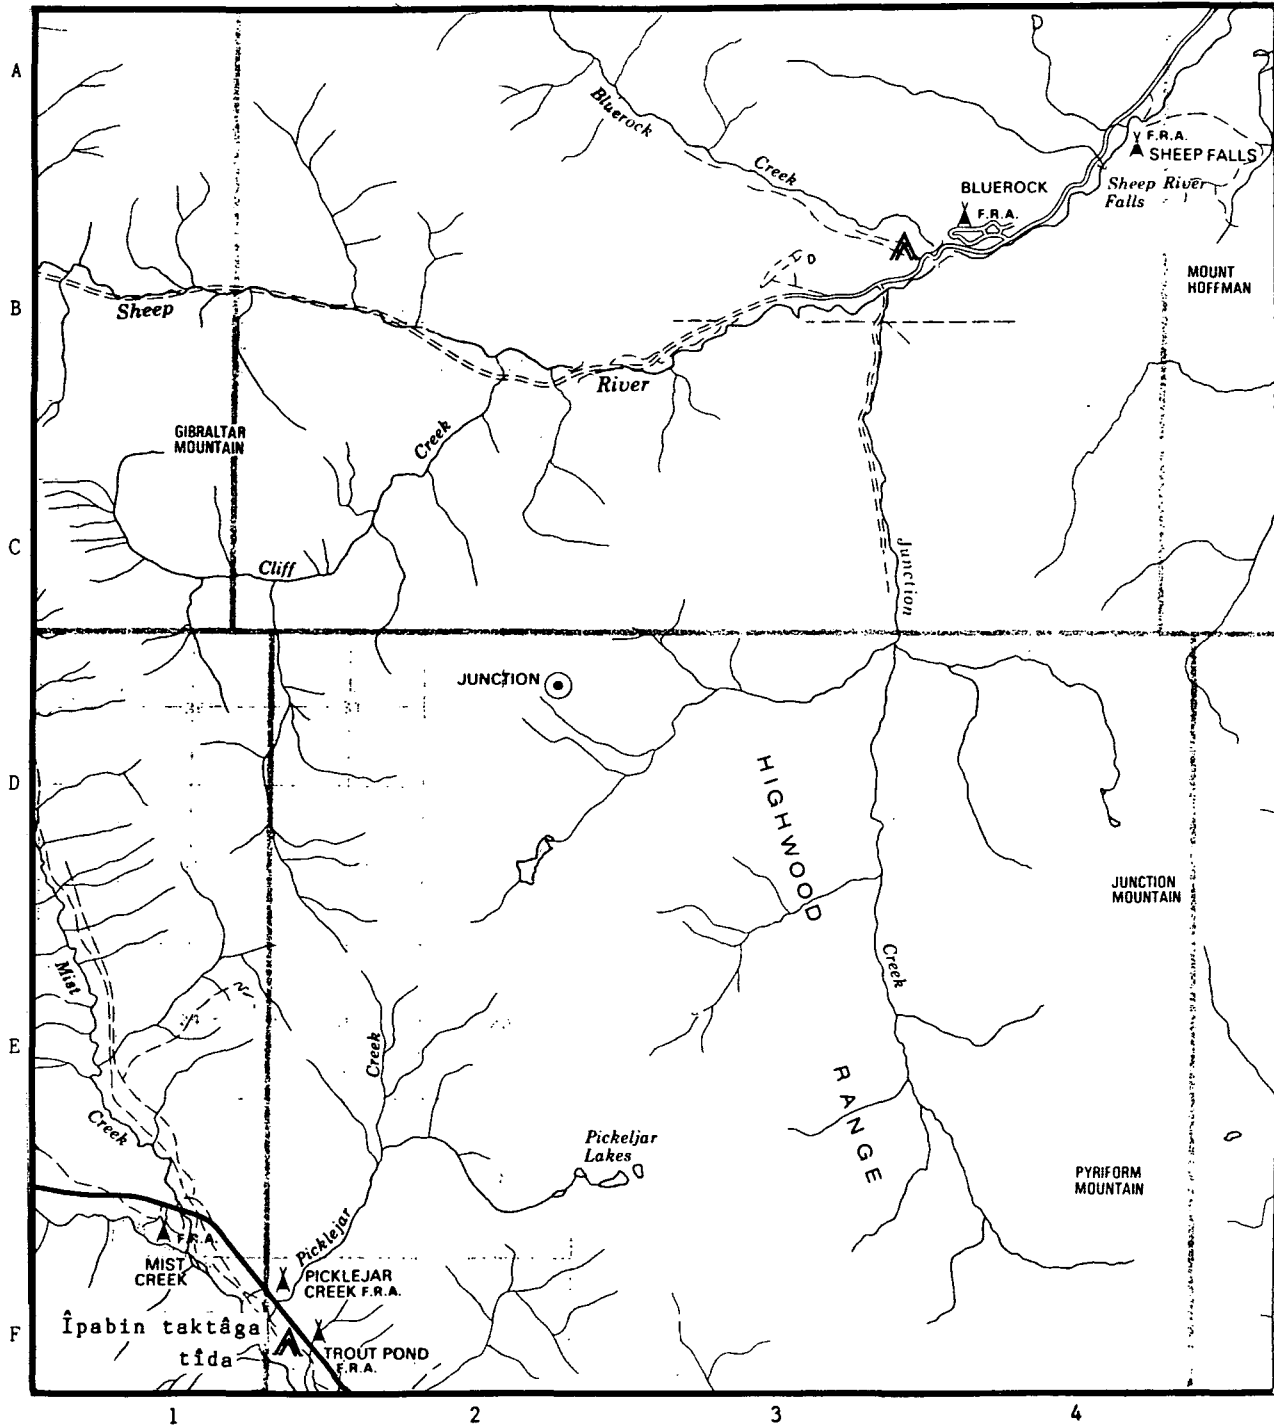 A
Bluerock
Creek
F.R.A.
SHEEP FALLS
Sheep River
Falls
BLUEROCK
F.R.A.
MOUNT
HOFFMAN
B
Sheep
River
GIBRALTAR
MOUNTAIN
Creek
C
Cliff
Junction
JUNCTION
D
HIGHWOOD
JUNCTION
MOUNTAIN
Mist
Creek
E
Creek
RANGE
Creek
Pickeljar
Lakes
PYRIFORM
MOUNTAIN
Picklejar
F.R.A.
MIST
CREEK
PICKLEJAR
CREEK F.R.A.
F
Îpabin taktâga
tîda
TROUT POND
F.R.A.
1
2
3
4